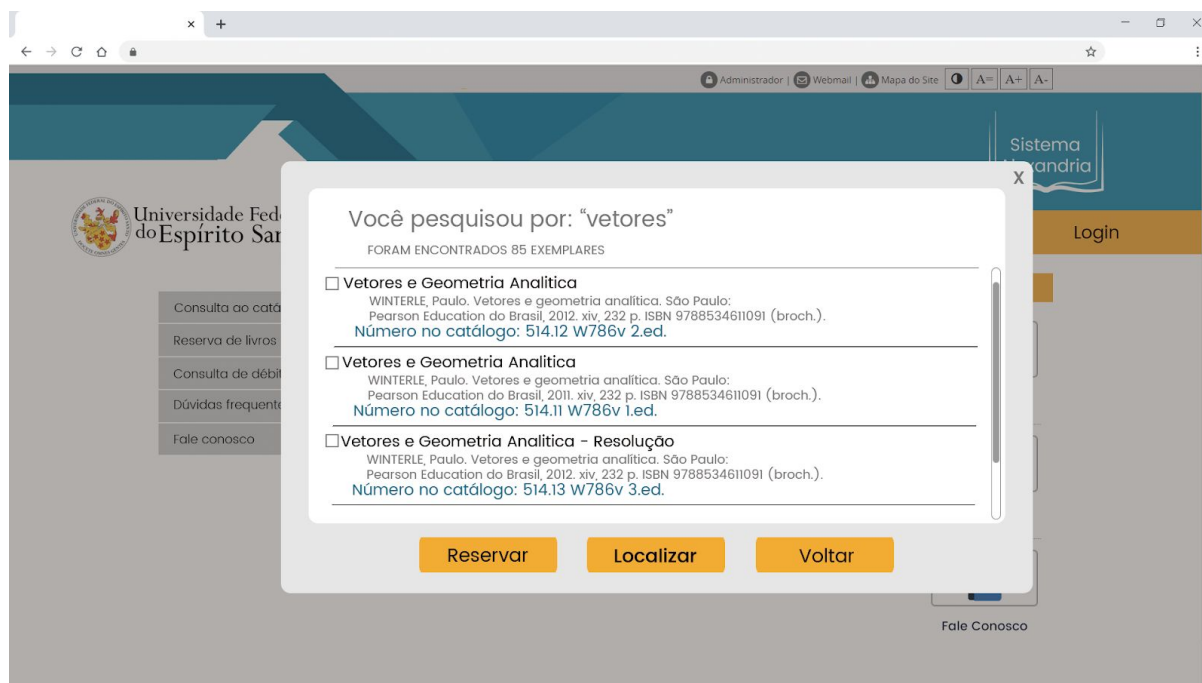 Administrador | Webmail | Mapa do Site A= A+ A-
Sistema
Você pesquisou por: “vetores”
FORAM ENCONTRADOS 85 EXEMPLARES
X
Login
Vetores e Geometria Analitica
WINTERLE, Paulo. Vetores e geometria analítica. São Paulo:
Pearson Education do Brasil, 2012. xiv, 232 p. ISBN 9788534611091 (broch.).
Número no catálogo: 514.12 W786v 2.ed.
Vetores e Geometria Analitica
WINTERLE, Paulo. Vetores e geometria analítica. São Paulo:
Pearson Education do Brasil, 2011. xiv, 232 p. ISBN 9788534611091 (broch.).
Número no catálogo: 514.11 W786v 1.ed.
Vetores e Geometria Analitica - Resolução
WINTERLE, Paulo. Vetores e geometria analítica. São Paulo:
Pearson Education do Brasil, 2012. xiv, 232 p. ISBN 9788534611091 (broch.).
Número no catálogo: 514.13 W786v 3.ed.
Reservar Localizar Voltar
Universidade Fed
do Espírito San
Consulta ao catá
Reserva de livros
Consulta de débit
Dúvidas frequente
Fale conosco
Fale Conosco